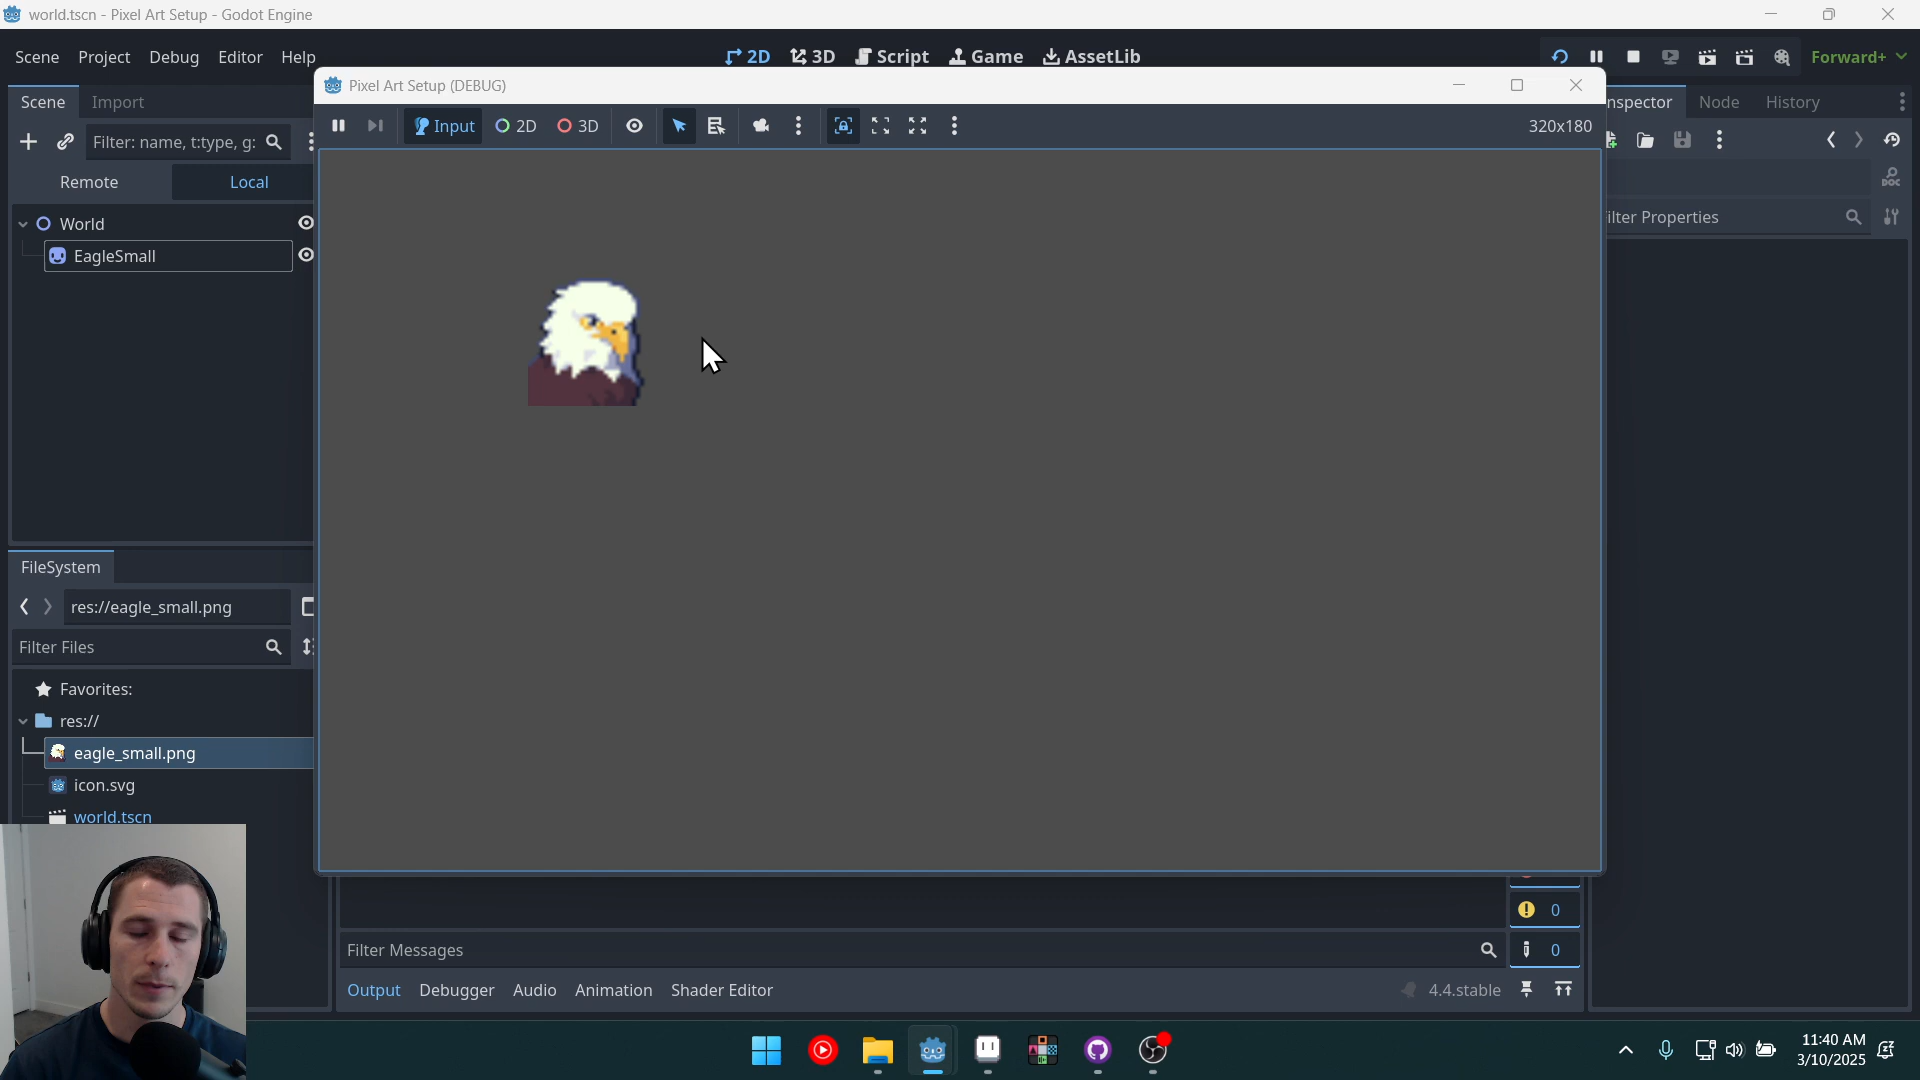 world.tscn - Pixel Art Setup - Godot Engine
Scene Project Debug Editor Help
2D 3D Script Game AssetLib
Forward+
Scene Import
Pixel Art Setup (DEBUG)
nspector Node History
Input 2D 3D
320x180
Filter: name, t:type, g:
Remote Local
DOC
World
EagleSmall
ilter Properties
FileSystem
res://eagle_small.png
Filter Files
Favorites:
res://
eagle_small.png
icon.svg
world.tscn
0
Filter Messages
0
Output Debugger Audio Animation Shader Editor
4.4.stable
11:40 AM
3/10/2025